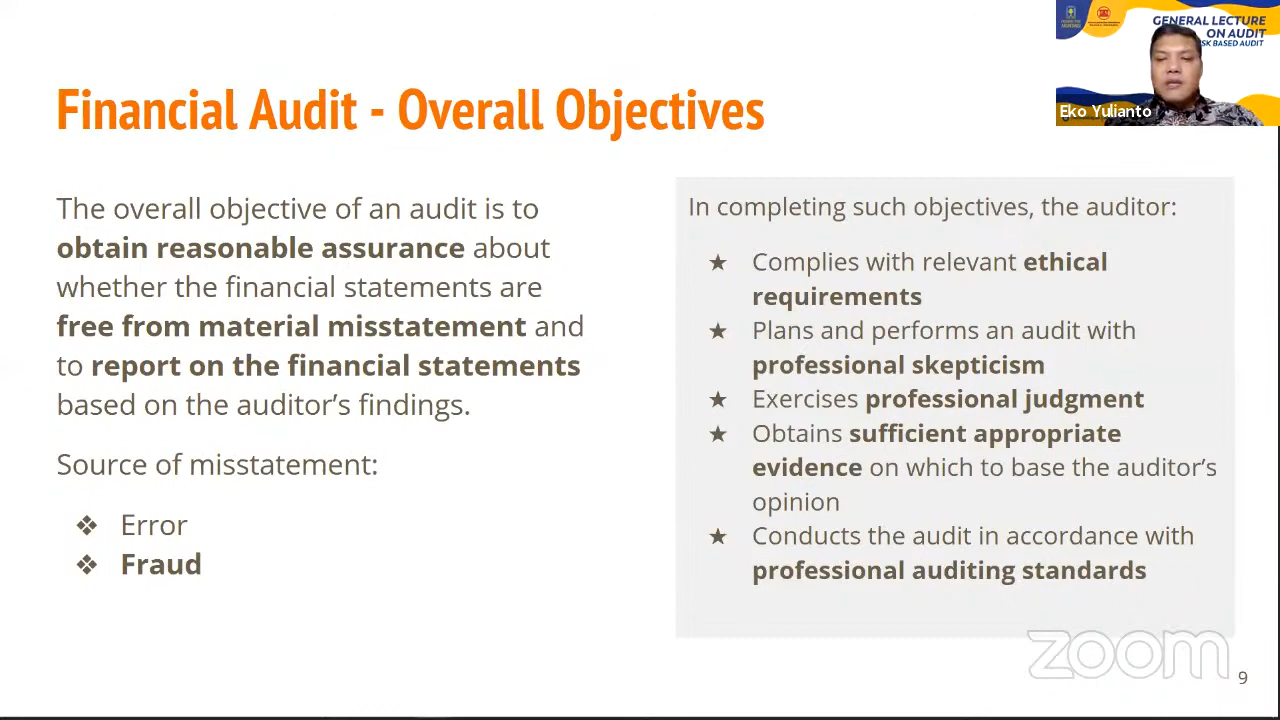 GENERAL LECTURE
ON AUDIT
SK BASED AUDIT
Eko Yulianto
Financial Audit - Overall Objectives
The overall objective of an audit is to
obtain reasonable assurance about
whether the financial statements are
free from material misstatement and
to report on the financial statements
based on the auditor’s findings.
Source of misstatement:
❖ Error
❖ Fraud
In completing such objectives, the auditor:
★ Complies with relevant ethical
requirements
★ Plans and performs an audit with
professional skepticism
★ Exercises professional judgment
★ Obtains sufficient appropriate
evidence on which to base the auditor’s
opinion
★ Conducts the audit in accordance with
professional auditing standards
zoom
9